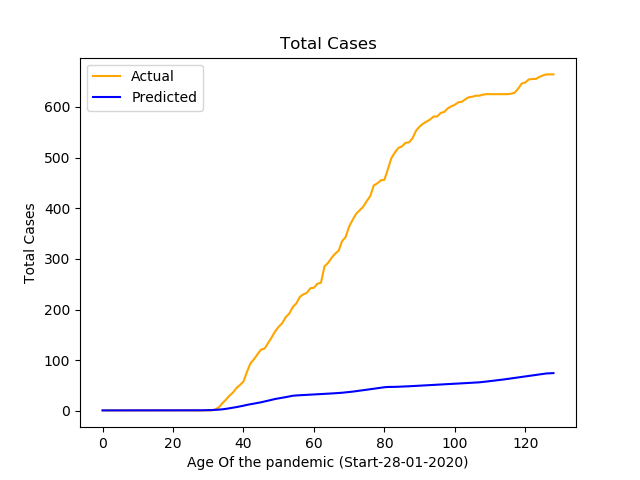 Total Cases
Actual
Predicted
600
500
400
300
200
100
0
Total Cases
0 20 40 60 80 100 120
Age Of the pandemic (Start-28-01-2020)